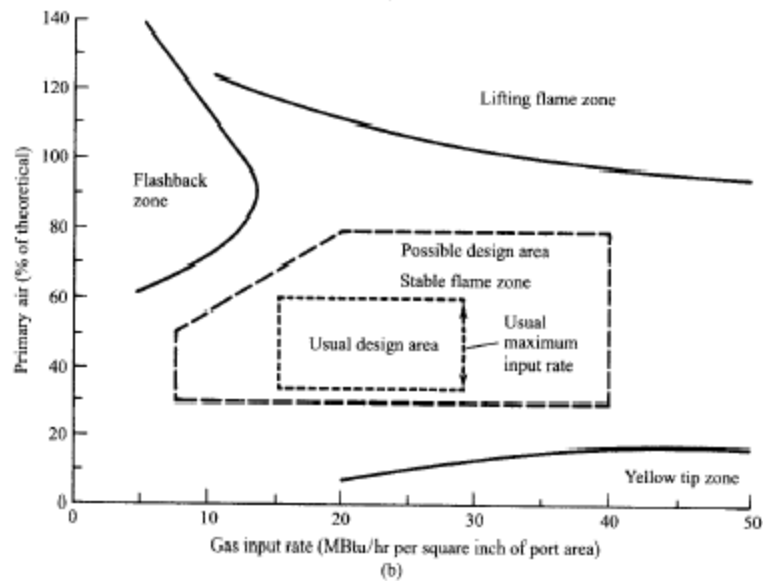 140
120
100
80
60
40
20
0
Primary air (% of theoretical)
Lifting flame zone
Flashback
zone
Possible design area
Stable flame zone
Usual design area
Usual
maximum
input rate
Yellow tip zone
0
10
20
30
40
50
Gas input rate (MBtu/hr per square inch of port area)
(b)